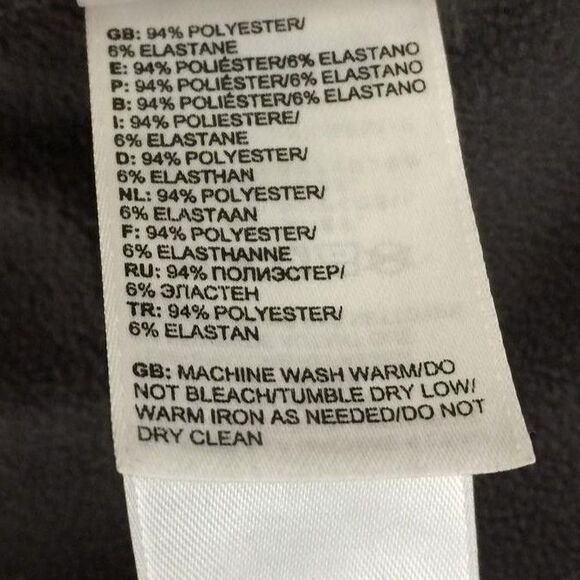 GB: 94% POLYESTER/
6% ELASTANE
E: 94% POLIÉSTER/6% ELASTANO
P: 94% POLIÉSTER/6% ELASTANO
B: 94% POLIÉSTER/6% ELASTANO
I: 94% POLIESTERE/
6% ELASTANE
D: 94% POLYESTER/
6% ELASTHAN
NL: 94% POLYESTER/
6% ELASTAAN
F: 94% POLYESTER/
6% ELASTHANNE
RU: 94% ПОЛИЭСТЕР/
6% ЭЛАСТЕН
TR: 94% POLYESTER/
6% ELASTAN
GB: MACHINE WASH WARM/DO
NOT BLEACH/TUMBLE DRY LOW/
WARM IRON AS NEEDED/DO NOT
DRY CLEAN